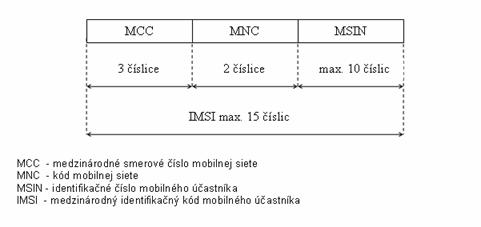 MCC MNC MSIN
3 číslice 2 číslice max. 10 číslic
IMSI max. 15 číslic
MCC - medzinárodné smerové číslo mobilnej siete
MNC - kód mobilnej siete
MSIN - identifikačné číslo mobilného účastníka
IMSI - medzinárodný identifikačný kód mobilného účastníka